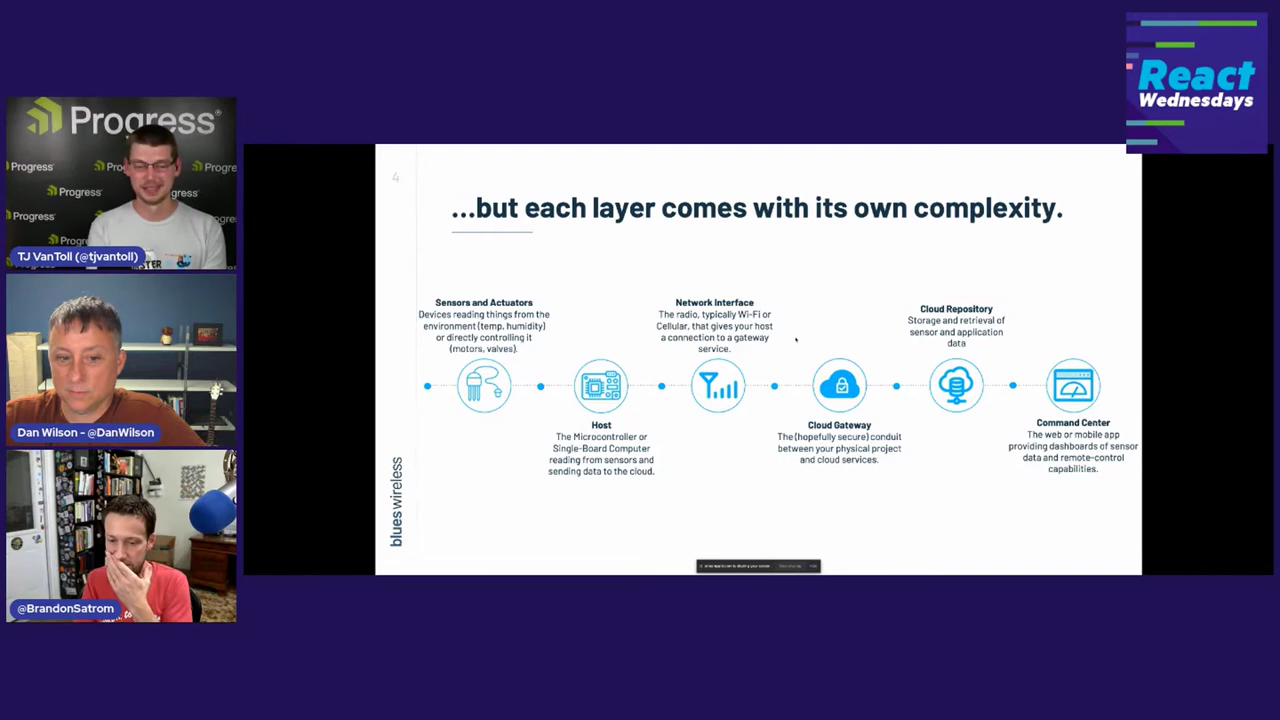 React
Wednesdays
Progress®
Progress
Progress
Progress
Progress
Progress
Progress
TJ VanToll (@tjvantoll)
Dan Wilson - @DanWilson
@BrandonSatrom
4
...but each layer comes with its own complexity.
Sensors and Actuators
Devices reading things from the
environment (temp, humidity)
or directly controlling it
(motors, valves).
Host
The Microcontroller or
Single-Board Computer
reading from sensors and
sending data to the cloud.
Network Interface
The radio, typically Wi-Fi or
Cellular, that gives your host
a connection to a gateway
service.
Cloud Gateway
The (hopefully secure) conduit
between your physical project
and cloud services.
Cloud Repository
Storage and retrieval of
sensor and application
data
Command Center
The web or mobile app
providing dashboards of sensor
data and remote-control
capabilities.
blues wireless